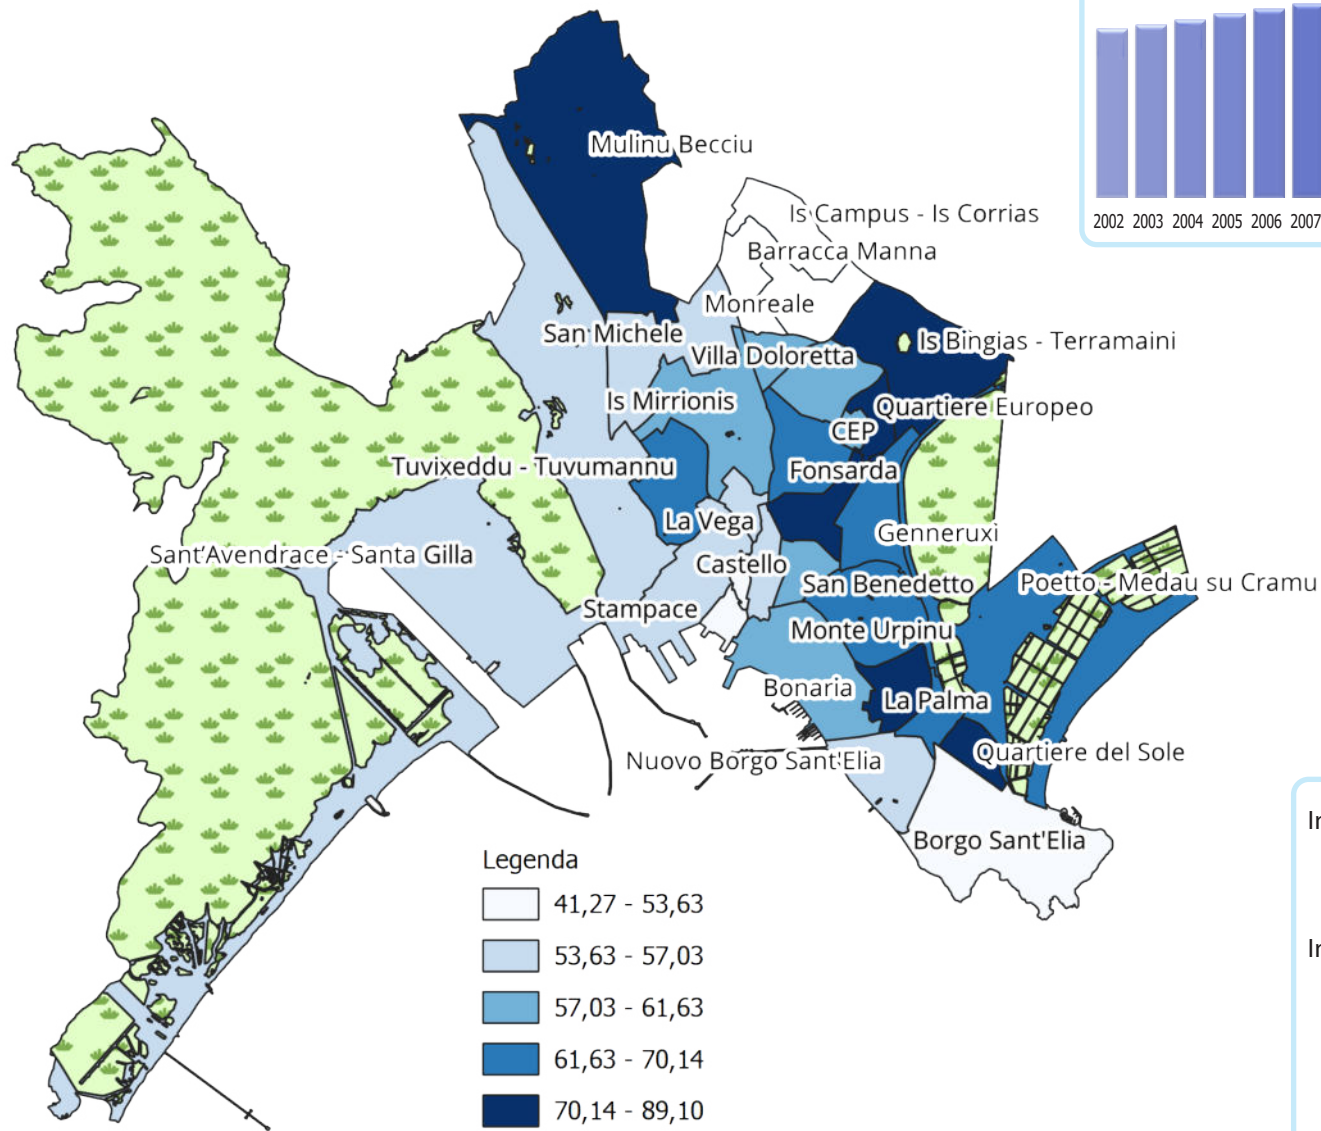 2002 2003 2004 2005 2006 2007
Mulinu Becciu
Is Campus - Is Corrias
Barracca Manna
Monreale
San Michele
Villa Doloretta
Is Bingias - Terramaini
Is Mirrionis
Quartiere Europeo
CEP
Tuvixeddu - Tuvumannu
Fonsarda
La Vega
Genneruxi
Sant'Avendrace - Santa Gilla
Castello
San Benedetto
Poetto - Medau su Cramu
Stampace
Monte Urpinu
Bonaria
La Palma
Nuovo Borgo Sant'Elia
Quartiere del Sole
Borgo Sant'Elia
Legenda
41,27 - 53,63
53,63 - 57,03
57,03 - 61,63
61,63 - 70,14
70,14 - 89,10